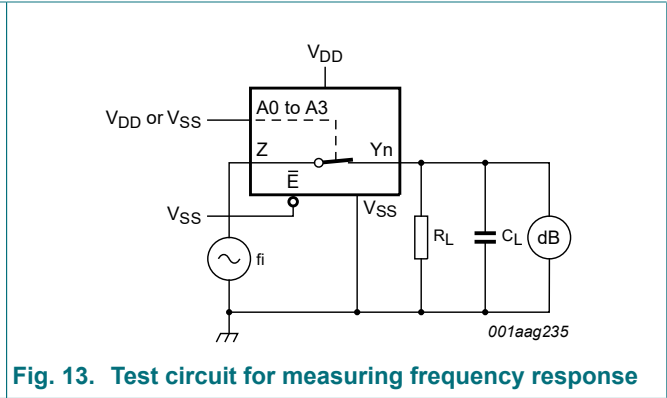 VDD
VDD or VSS
A0 to A3
Z
Yn
E̅
VSS
VSS
fi
RL
CL
dB
001aag235
Fig. 13. Test circuit for measuring frequency response